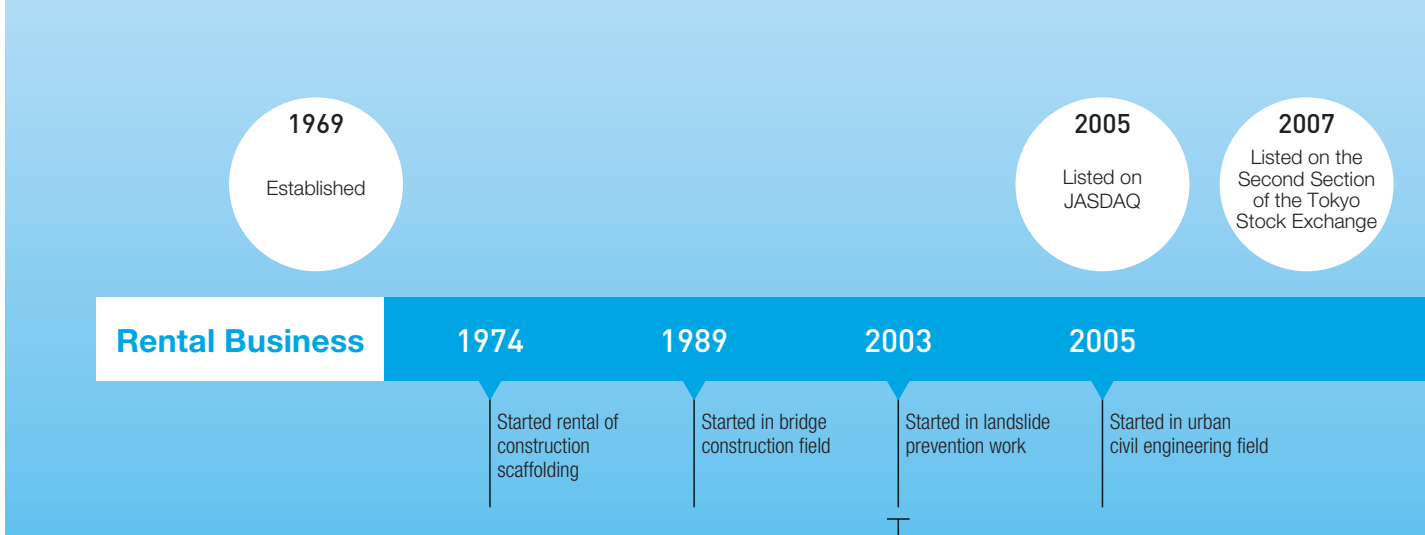 1969
Established
2005
Listed on
JASDAQ
2007
Listed on the
Second Section
of the Tokyo
Stock Exchange
Rental Business
1974
1989
2003
2005
Started rental of
construction
scaffolding
Started in bridge
construction field
Started in landslide
prevention work
Started in urban
civil engineering field